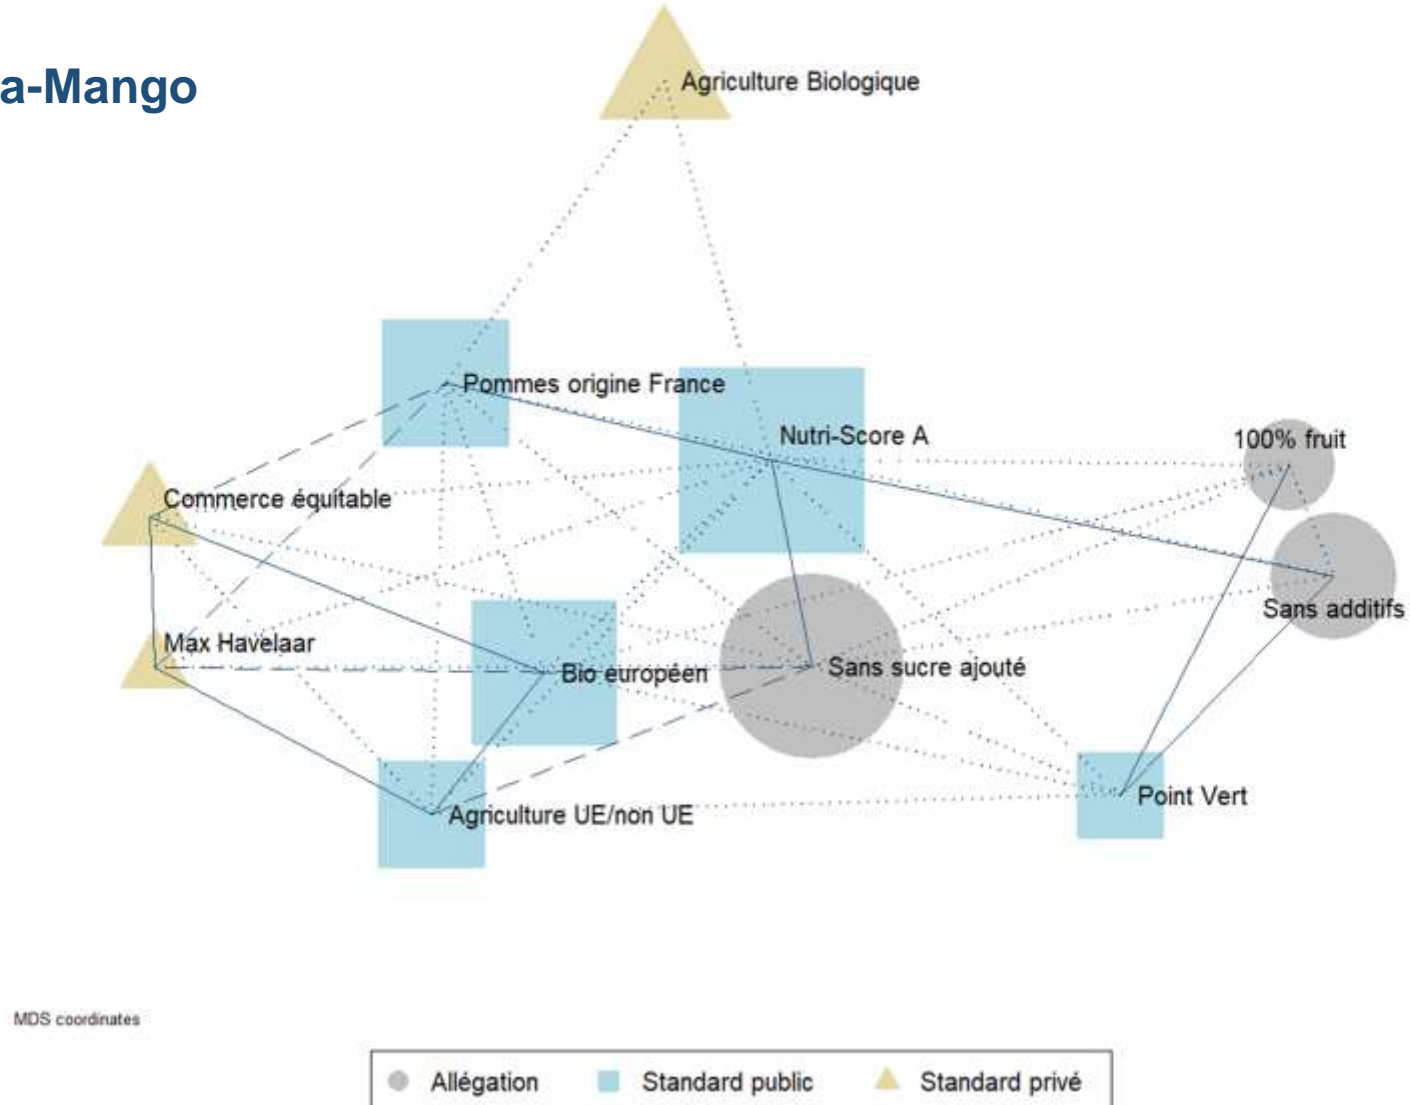 a-Mango
Agriculture Biologique
Pommes origine France
Nutri-Score A
100% fruit
Commerce équitable
Sans additifs
Max Havelaar
Bio européen
Sans sucre ajouté
Point Vert
Agriculture UE/non UE
MDS coordinates
Allégation
Standard public
Standard privé